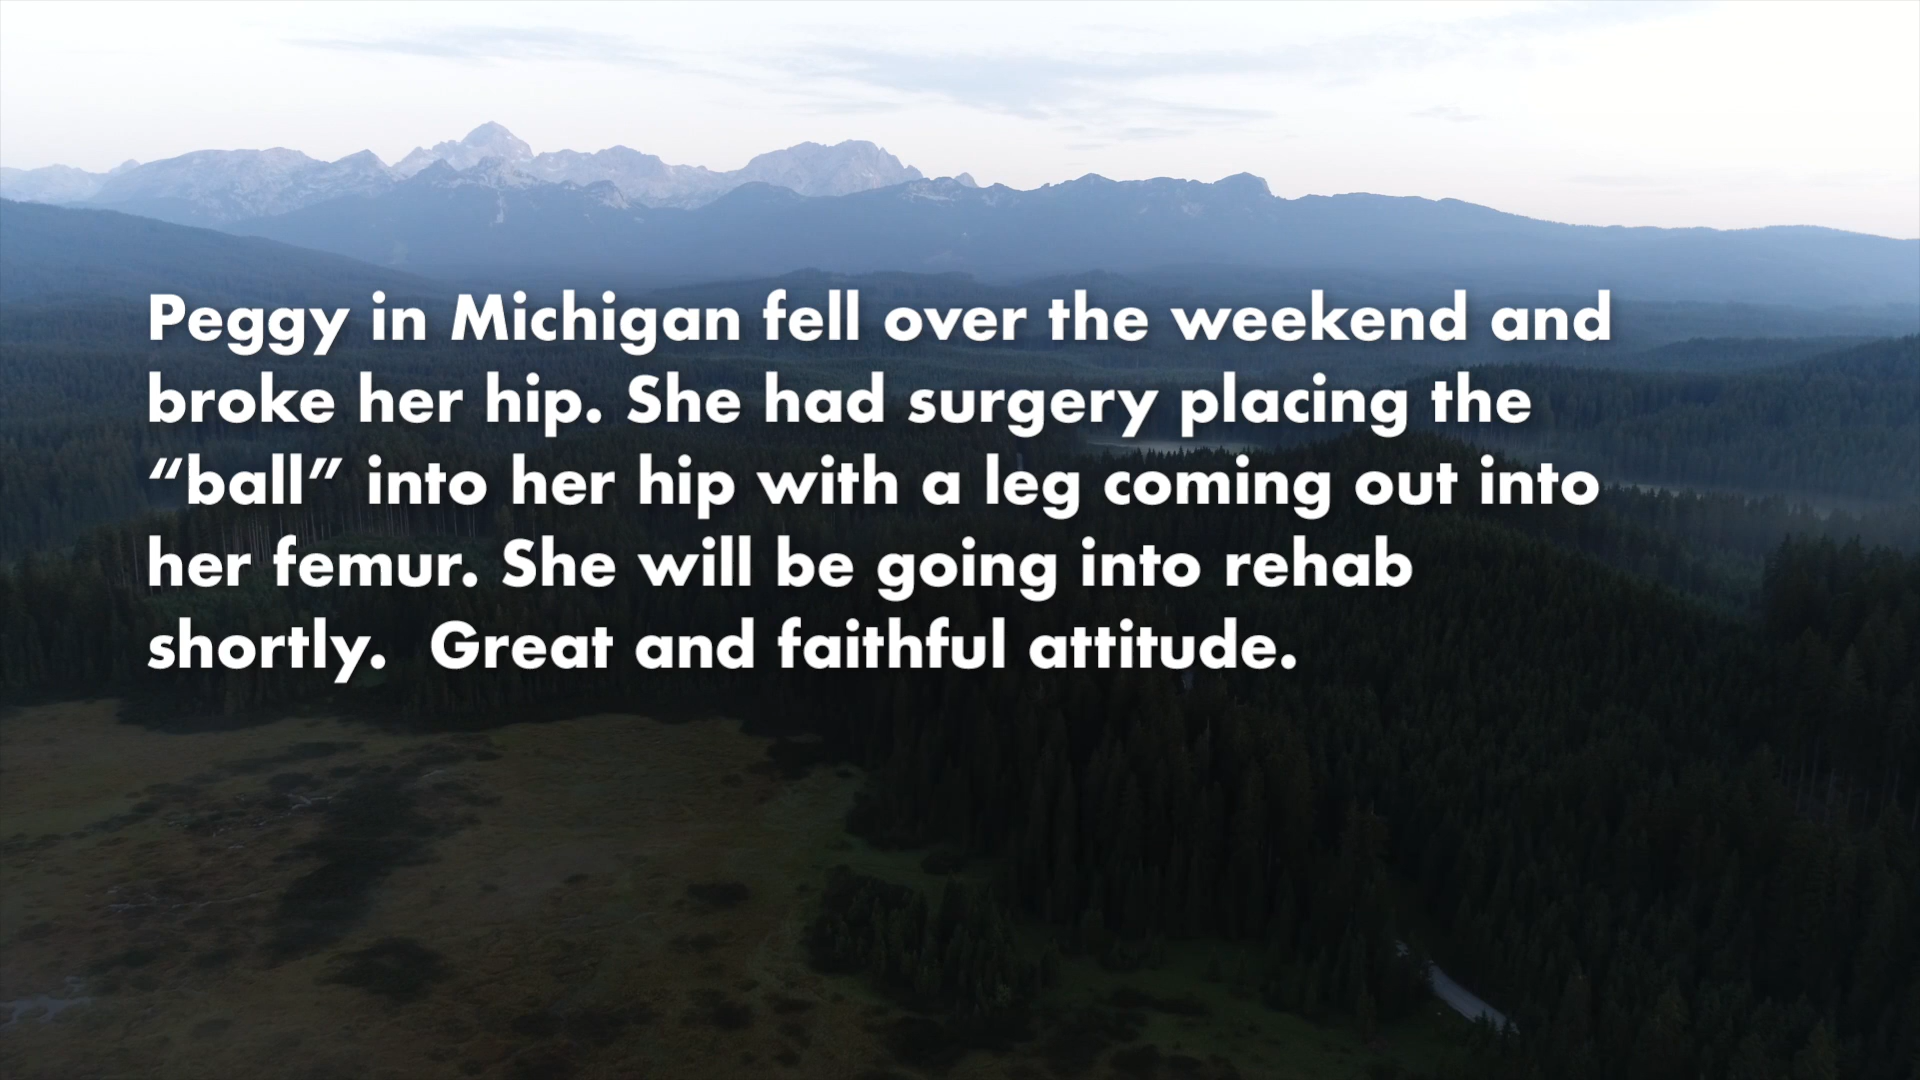 Peggy in Michigan fell over the weekend and
broke her hip. She had surgery placing the
“ball” into her hip with a leg coming out into
her femur. She will be going into rehab
shortly.  Great and faithful attitude.